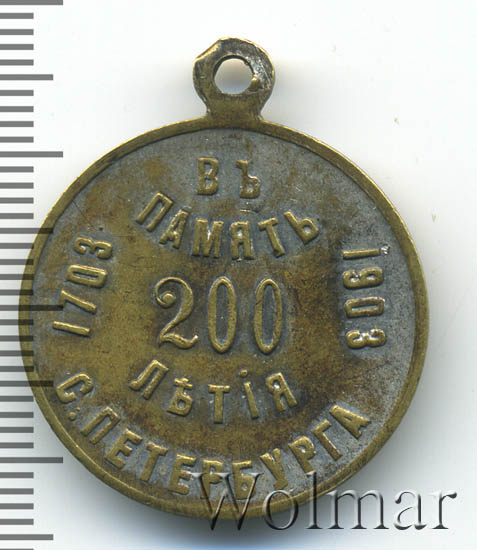 ВЪ
ПАМЯТЬ
1703
200
1903
ЛѢТІЯ
С. ПЕТЕРБУРГА
Wolmar